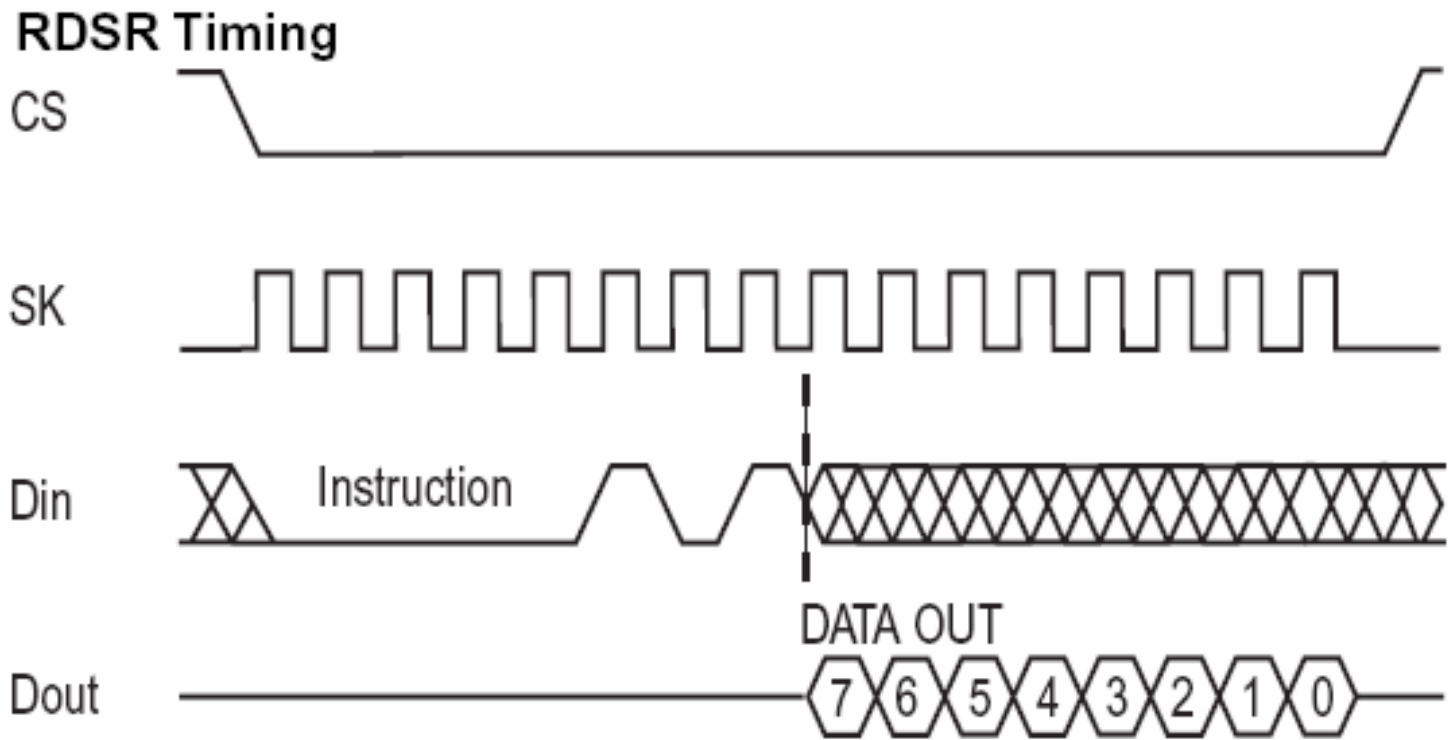 RDSR Timing
CS
SK
Din Instruction
DATA OUT
Dout 7 6 5 4 3 2 1 0